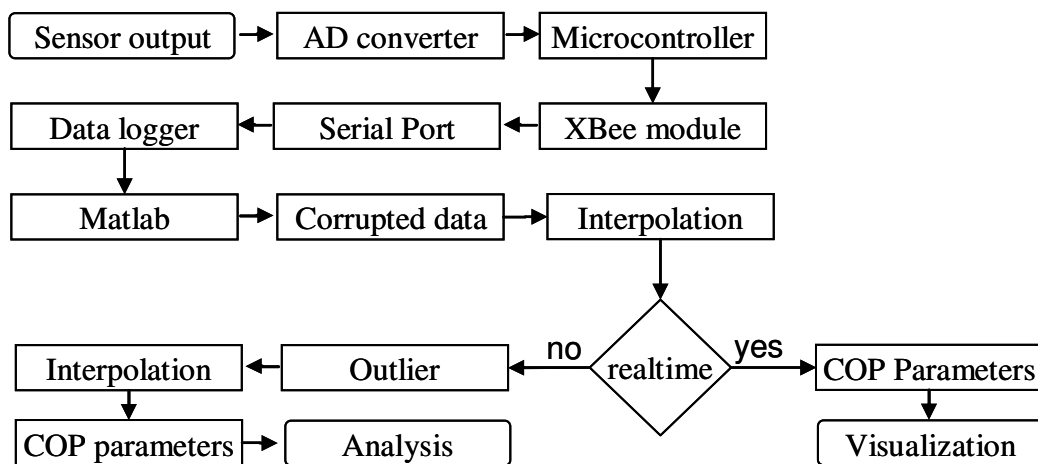 Sensor output
AD converter
Microcontroller
Data logger
Serial Port
XBee module
Matlab
Corrupted data
Interpolation
Interpolation
Outlier
no
realtime
yes
COP Parameters
COP parameters
Analysis
Visualization